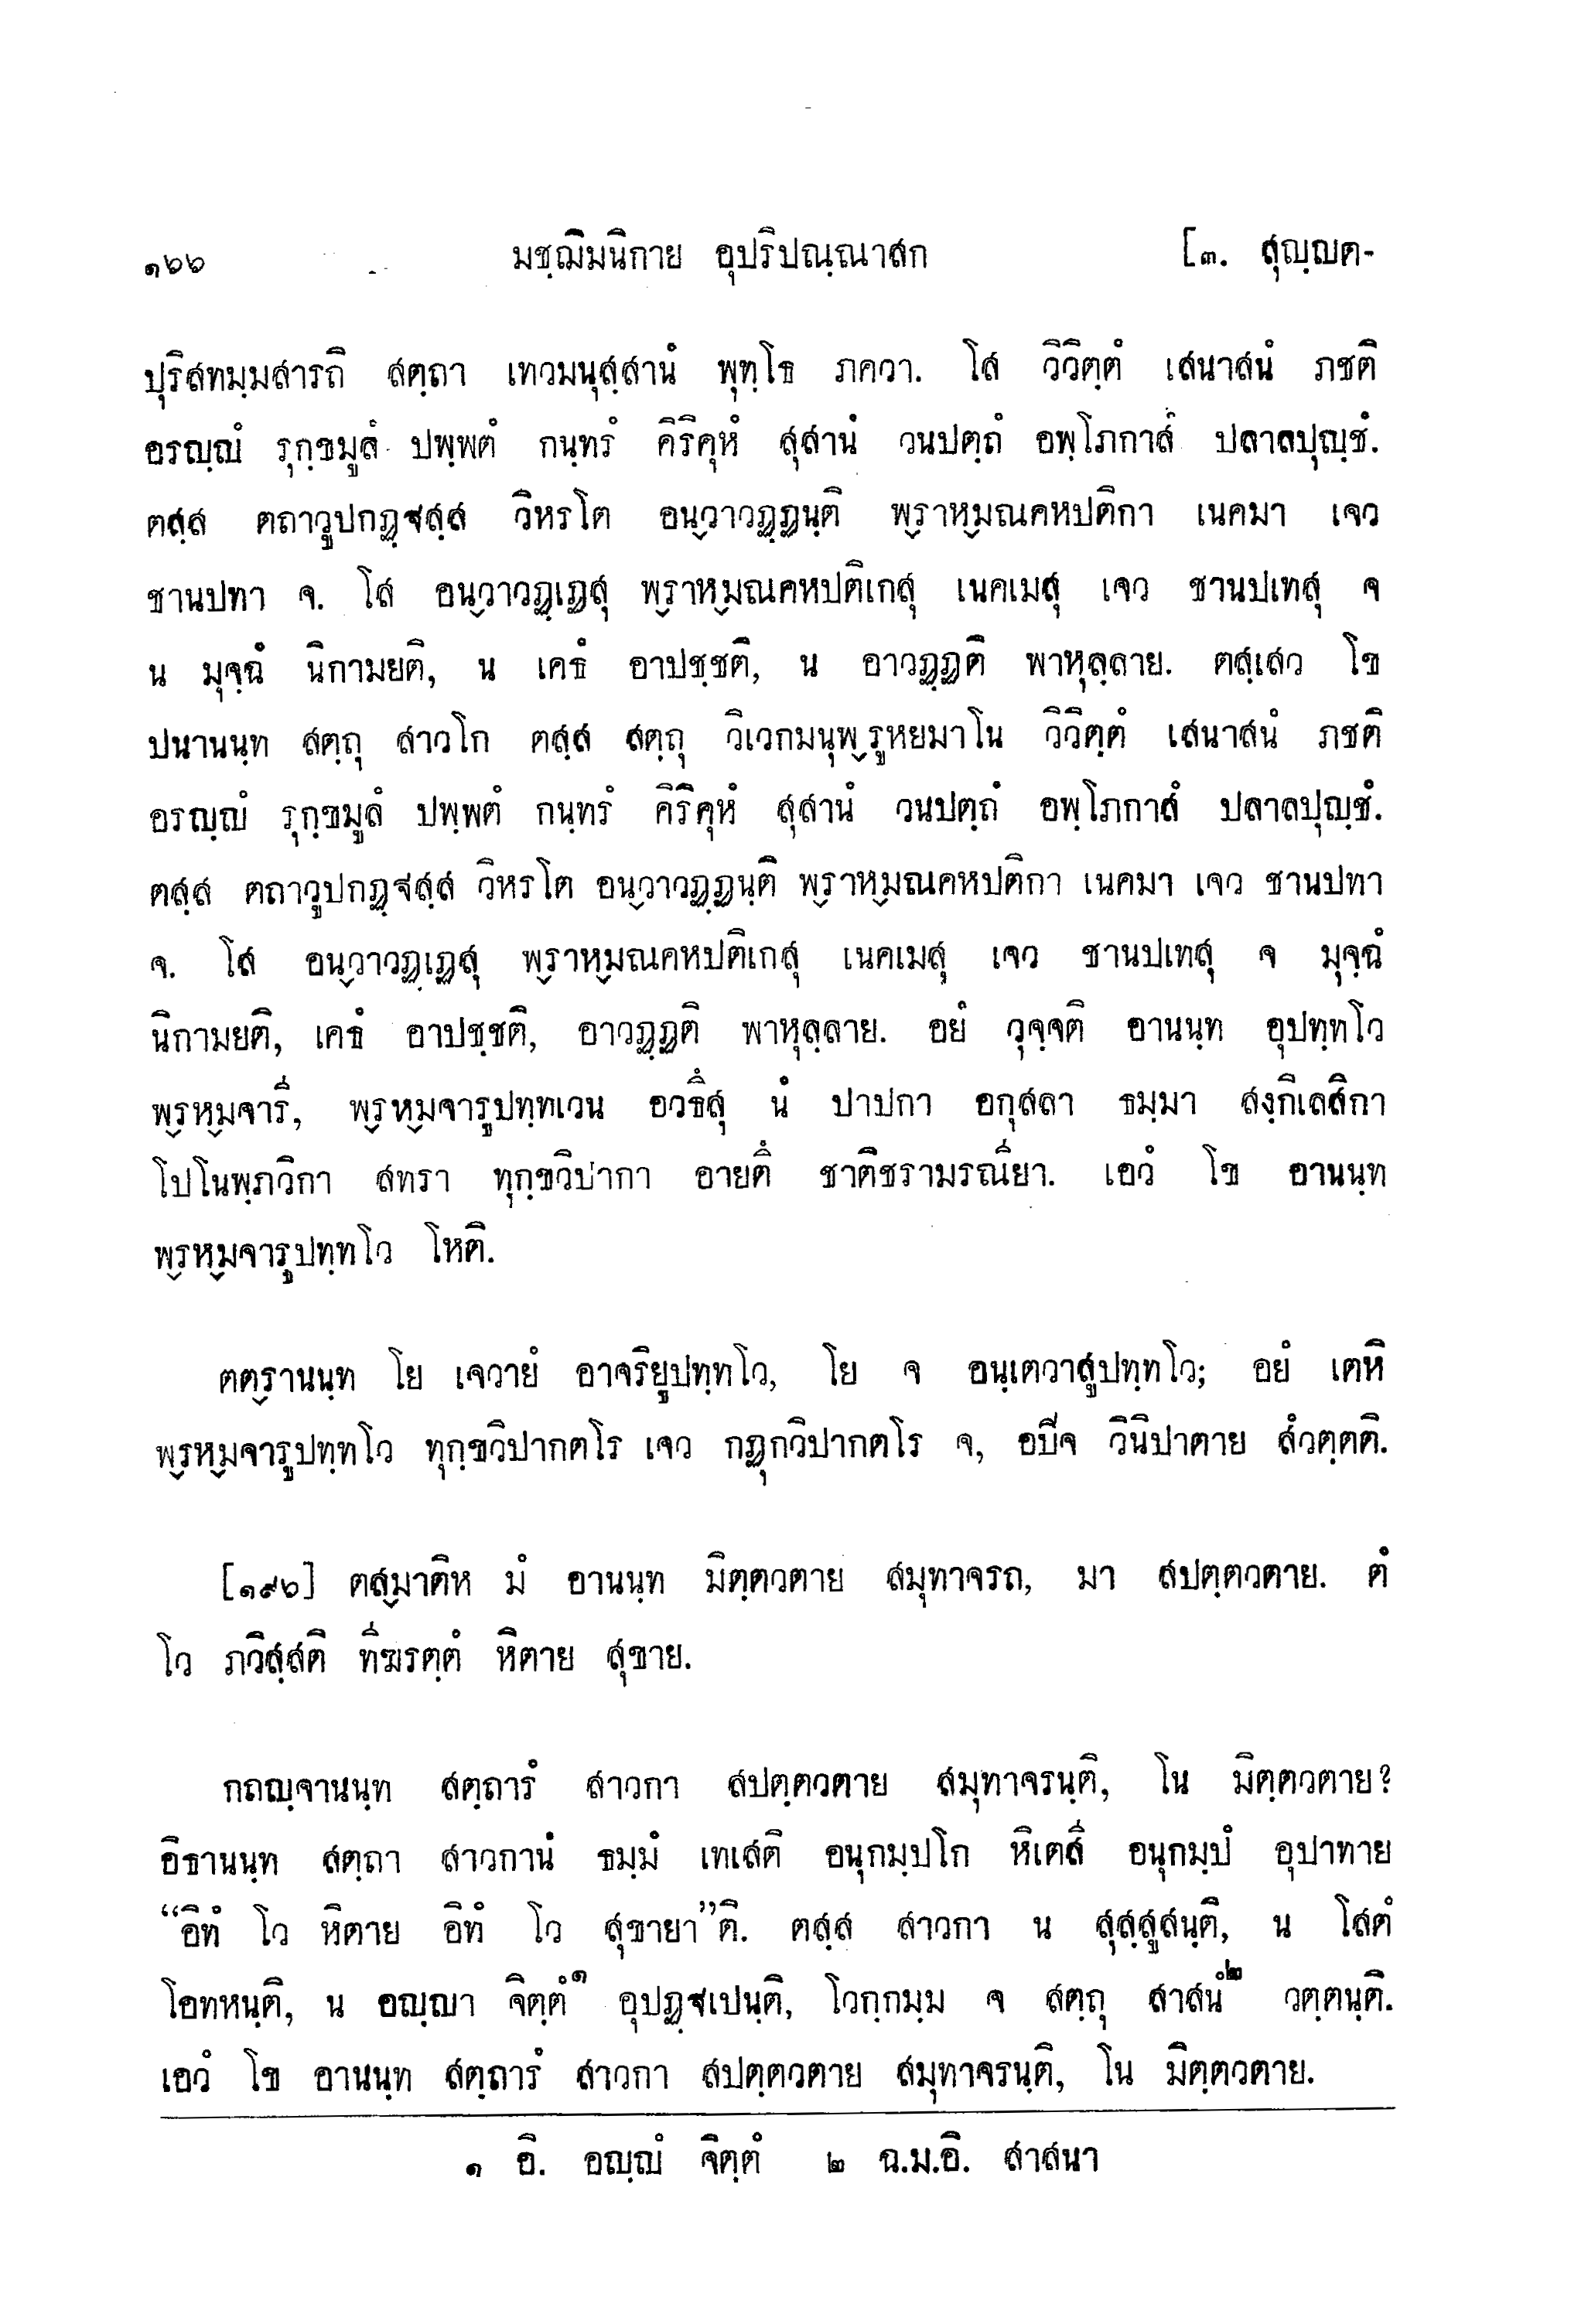 ๑๖๖ มชฺฌิมนิกาย อุปริปณฺณาสก [๓. สุญฺญต-
ปุริสทมฺมสารถิ สตฺถา เทวมนุสฺสานํ พุทฺโธ ภควา. โส วิวิตฺตํ เสนาสนํ ภชติ
อรญฺญํ รุกฺขมูลํ ปพฺพตํ กนฺทรํ คิริคุหํ สุสานํ วนปตฺถํ อพฺโภกาสํ ปลาลปุญฺชํ.
ตสฺส ตถาวูปกฏฺฐสฺส วิหรโต อนฺวาวฏฺฏนฺติ พฺราหฺมณคหปติกา เนคมา เจว
ชานปทา จ. โส อนฺวาวฏฺเฏสุ พฺราหฺมณคหปติเกสุ เนคเมสุ เจว ชานปเทสุ จ
น มุจฺฉํ นิกามยติ, น เคธํ อาปชฺชติ, น อาวฏฺฏติ พาหุลฺลาย. ตสฺเสว โข
ปนานนฺท สตฺถุ สาวโก ตสฺส สตฺถุ วิเวกมนุพฺรูหยมาโน วิวิตฺตํ เสนาสนํ ภชติ
อรญฺญํ รุกฺขมูลํ ปพฺพตํ กนฺทรํ คิริคุหํ สุสานํ วนปตฺถํ อพฺโภกาสํ ปลาลปุญฺชํ.
ตสฺส ตถาวูปกฏฺฐสฺส วิหรโต อนฺวาวฏฺฏนฺติ พฺราหฺมณคหปติกา เนคมา เจว ชานปทา
จ. โส อนฺวาวฏฺเฏสุ พฺราหฺมณคหปติเกสุ เนคเมสุ เจว ชานปเทสุ จ มุจฺฉํ
นิกามยติ, เคธํ อาปชฺชติ, อาวฏฺฏติ พาหุลฺลาย. อยํ วุจฺจติ อานนฺท อุปทฺทโว
พฺรหฺมจารี, พฺรหฺมจารูปทฺทเวน อวธึสุ นํ ปาปกา อกุสลา ธมฺมา สงฺกิเลสิกา
โปโนพฺภวิกา สทรา ทุกฺขวิปากา อายตึ ชาติชรามรณียา. เอวํ โข อานนฺท
พฺรหฺมจารูปทฺทโว โหติ.
ตตฺรานนฺท โย เจวายํ อาจริยูปทฺทโว, โย จ อนฺเตวาสูปทฺทโว; อยํ เตหิ
พฺรหฺมจารูปทฺทโว ทุกฺขวิปากตโร เจว กฏุกวิปากตโร จ, อปิจ วินิปาตาย สํวตฺตติ.
[๑๙๖] ตสฺมาติห มํ อานนฺท มิตฺตวตาย สมุทาจรถ, มา สปตฺตวตาย. ตํ
โว ภวิสฺสติ ทีฆรตฺตํ หิตาย สุขาย.
กถญฺจานนฺท สตฺถารํ สาวกา สปตฺตวตาย สมุทาจรนฺติ, โน มิตฺตวตาย?
อิธานนฺท สตฺถา สาวกานํ ธมฺมํ เทเสติ อนุกมฺปโก หิเตสี อนุกมฺปํ อุปาทาย
“อิทํ โว หิตาย อิทํ โว สุขายา”ติ. ตสฺส สาวกา น สุสฺสูสนฺติ, น โสตํ
โอทหนฺติ, น อญฺญา จิตฺตํ๑ อุปฏฺฐเปนฺติ, โวกฺกมฺม จ สตฺถุ สาสนํ๒ วตฺตนฺติ.
เอวํ โข อานนฺท สตฺถารํ สาวกา สปตฺตวตาย สมุทาจรนฺติ, โน มิตฺตวตาย.
๑ อิ. อญฺญํ จิตฺตํ ๒ ฉ.ม.อิ. สาสนา